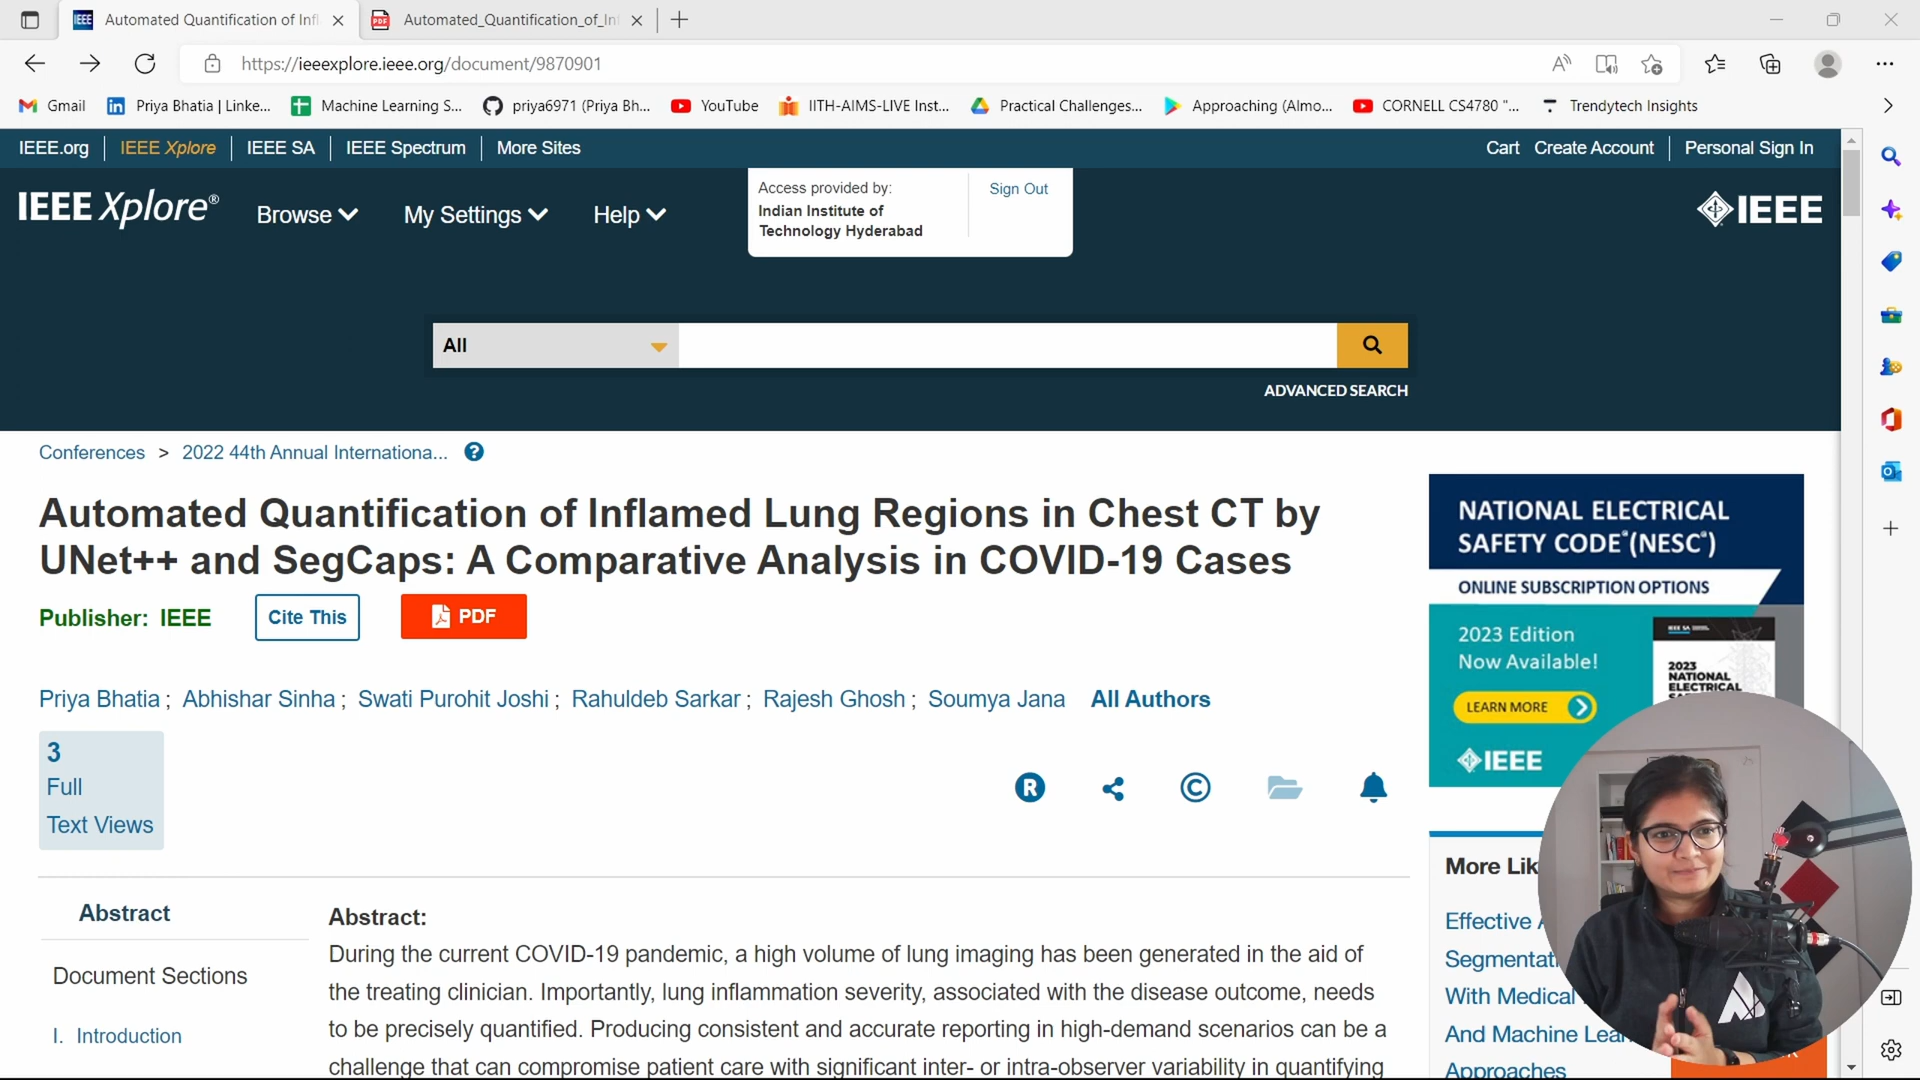 Automated Quantification of Inf
Automated_Quantification_of_In
https://ieeexplore.ieee.org/document/9870901
Gmail
Priya Bhatia | Linke...
Machine Learning S...
priya6971 (Priya Bh...
YouTube
IITH-AIMS-LIVE Inst...
Practical Challenges...
Approaching (Almo...
CORNELL CS4780 "...
Trendytech Insights
IEEE.org
IEEE Xplore
IEEE SA
IEEE Spectrum
More Sites
Cart
Create Account
Personal Sign In
IEEE Xplore®
Browse
My Settings
Help
Access provided by:
Indian Institute of
Technology Hyderabad
Sign Out
IEEE
All
ADVANCED SEARCH
Conferences > 2022 44th Annual Internationa...
Automated Quantification of Inflamed Lung Regions in Chest CT by
UNet++ and SegCaps: A Comparative Analysis in COVID-19 Cases
Publisher: IEEE
Cite This
PDF
Priya Bhatia ; Abhishar Sinha ; Swati Purohit Joshi ; Rahuldeb Sarkar ; Rajesh Ghosh ; Soumya Jana
All Authors
3
Full
Text Views
NATIONAL ELECTRICAL
SAFETY CODE®(NESC®)
ONLINE SUBSCRIPTION OPTIONS
2023 Edition
Now Available!
LEARN MORE
IEEE
2023
NATIONAL
ELECTRICAL
More Lik
Effective
Segmentat
With Medical
And Machine Lear
Approaches
Abstract
Document Sections
I. Introduction
Abstract:
During the current COVID-19 pandemic, a high volume of lung imaging has been generated in the aid of
the treating clinician. Importantly, lung inflammation severity, associated with the disease outcome, needs
to be precisely quantified. Producing consistent and accurate reporting in high-demand scenarios can be a
challenge that can compromise patient care with significant inter- or intra-observer variability in quantifying